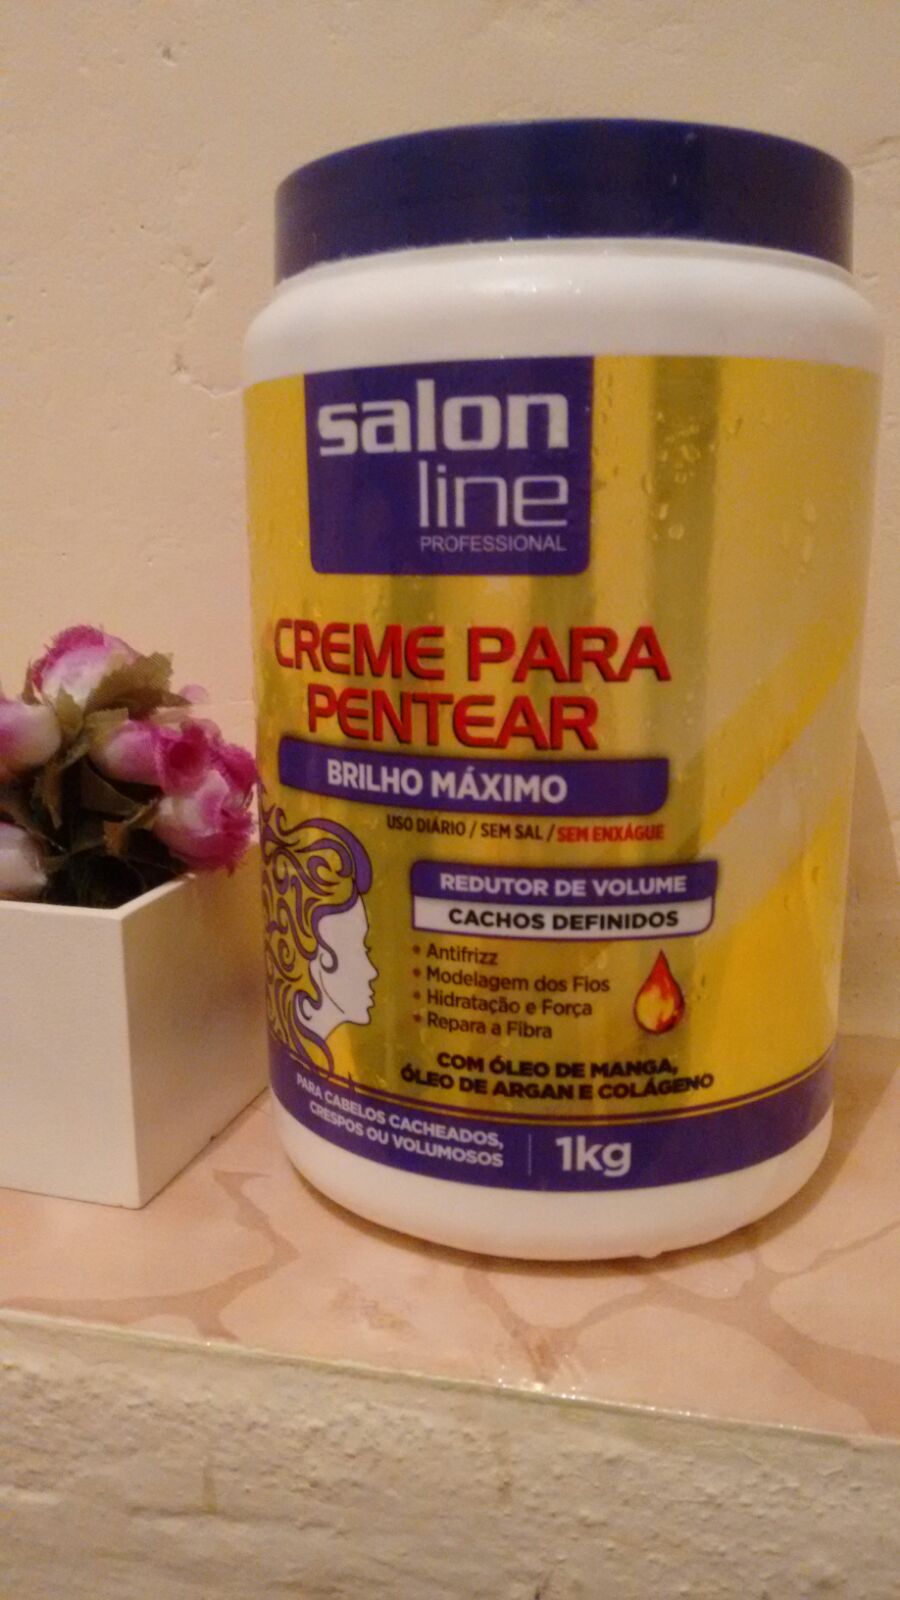 salon
line
PROFESSIONAL
CREME PARA
PENTEAR
BRILHO MÁXIMO
USO DIÁRIO / SEM SAL / SEM ENXÁGUE
REDUTOR DE VOLUME
CACHOS DEFINIDOS
• Antifrizz
• Modelagem dos Fios
• Hidratação e Força
• Repara a Fibra
COM ÓLEO DE MANGA,
ÓLEO DE ARGAN E COLÁGENO
PARA CABELOS CACHEADOS,
CRESPOS OU VOLUMOSOS
1kg